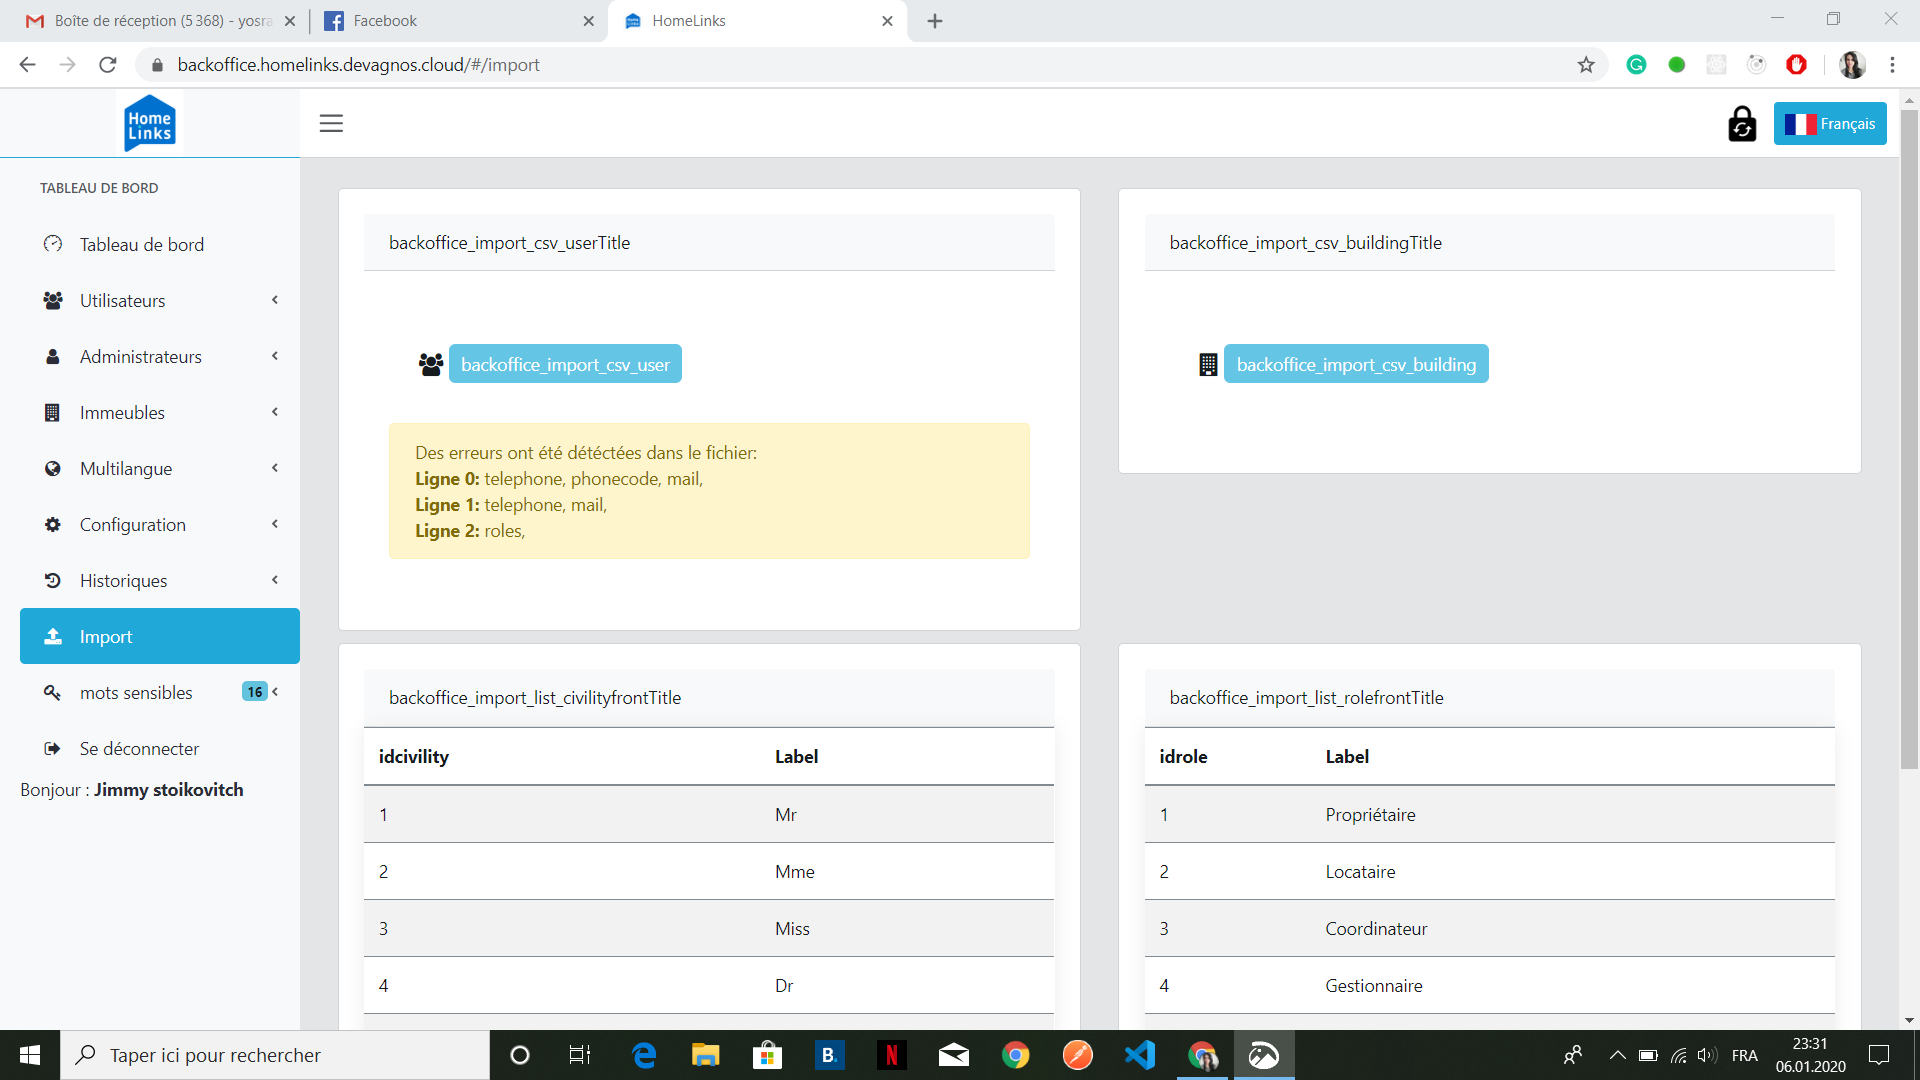 Boîte de réception (5 368) - yosra
Facebook
HomeLinks
backoffice.homelinks.devagnos.cloud/#/import
Home
Links
Français
TABLEAU DE BORD
Tableau de bord
Utilisateurs
Administrateurs
Immeubles
Multilangue
Configuration
Historiques
Import
mots sensibles 16
Se déconnecter
Bonjour : Jimmy stoikovitch
backoffice_import_csv_userTitle
backoffice_import_csv_user
Des erreurs ont été détéctées dans le fichier:
Ligne 0: telephone, phonecode, mail,
Ligne 1: telephone, mail,
Ligne 2: roles,
backoffice_import_csv_buildingTitle
backoffice_import_csv_building
backoffice_import_list_civilityfrontTitle
idcivility Label
1 Mr
2 Mme
3 Miss
4 Dr
backoffice_import_list_rolefrontTitle
idrole Label
1 Propriétaire
2 Locataire
3 Coordinateur
4 Gestionnaire
Taper ici pour rechercher
B.
N
FRA
23:31
06.01.2020